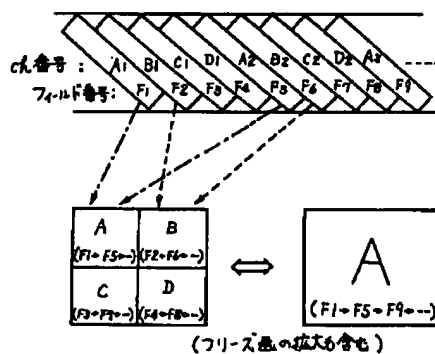 ch番号: A1 B1 C1 D1 A2 B2 C2 D2 A3 ----
フィールド番号: F1 F2 F3 F4 F5 F6 F7 F8 F9
A B
(F1→F5→--) (F2→F6→--)
C D
(F3→F7→--) (F4→F8→--)
A
(F1→F5→F9→--)
(フリーズ画の拡大も含む)